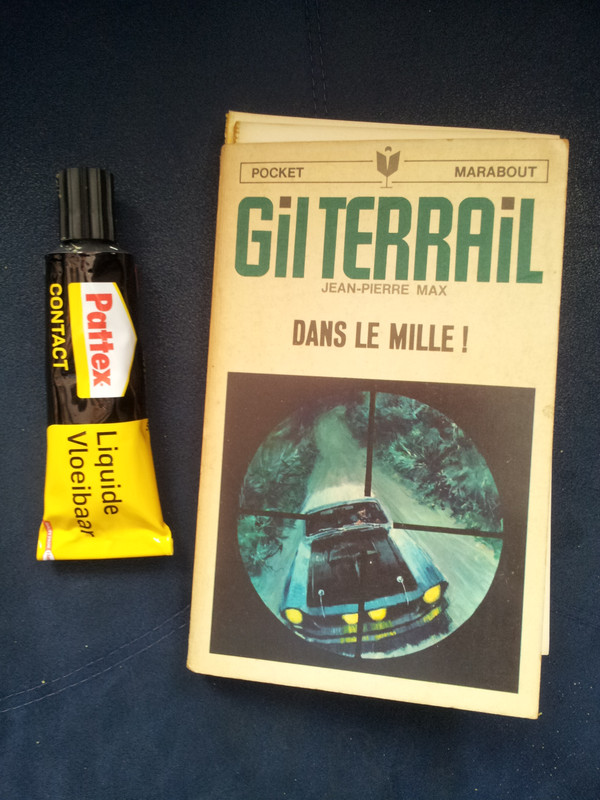 POCKET MARABOUT
Gil TERRAiL
JEAN-PIERRE MAX
DANS LE MILLE !
Pattex
CONTACT
Liquide
Vloeibaar